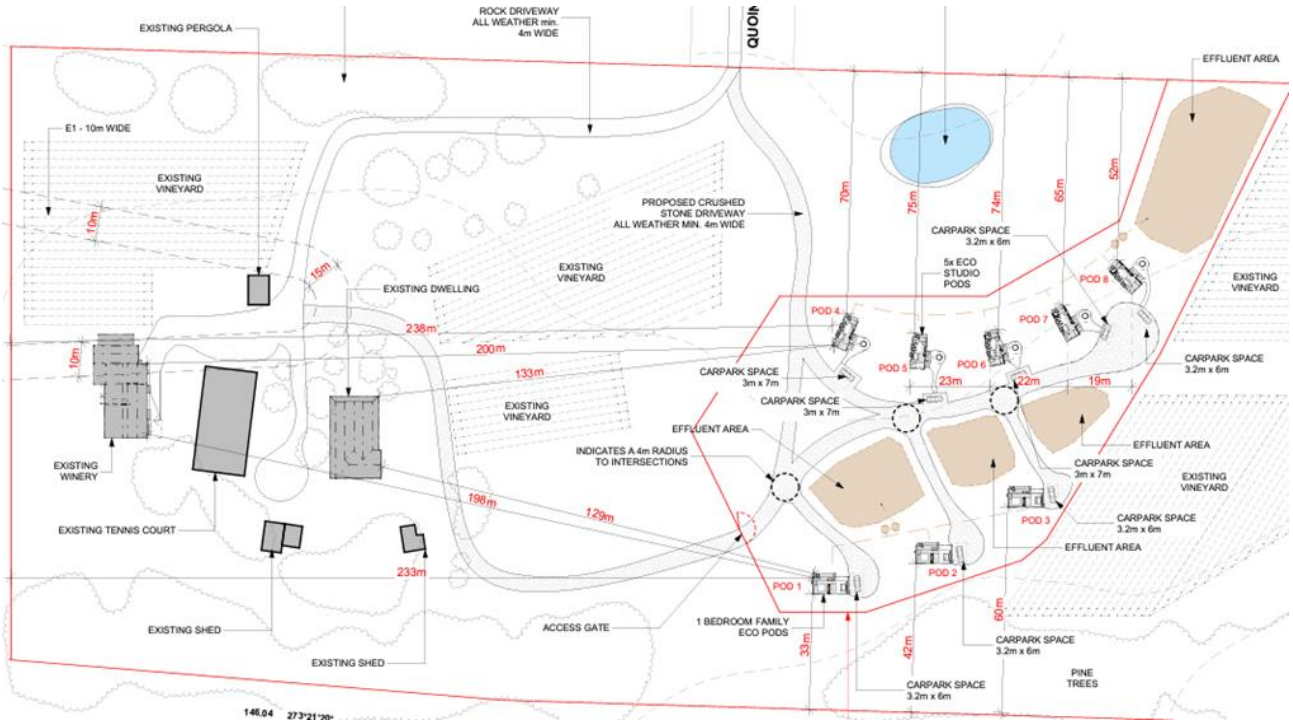 ROCK DRIVEWAY
ALL WEATHER min.
4m WIDE
QUOIN
EXISTING PERGOLA
EFFLUENT AREA
E1 - 10m WIDE
EXISTING
VINEYARD
10m
15m
PROPOSED CRUSHED
STONE DRIVEWAY
ALL WEATHER MIN. 4m WIDE
70m
75m
74m
65m
52m
CARPARK SPACE
3.2m x 6m
5x ECO
STUDIO
PODS
EXISTING
VINEYARD
EXISTING
VINEYARD
EXISTING DWELLING
POD 8
POD 7
POD 4
POD 5
POD 6
238m
200m
133m
10m
CARPARK SPACE
3m x 7m
CARPARK SPACE
3m x 7m
23m
22m
19m
CARPARK SPACE
3.2m x 6m
EXISTING
VINEYARD
EFFLUENT AREA
EFFLUENT AREA
INDICATES A 4m RADIUS
TO INTERSECTIONS
CARPARK SPACE
3m x 7m
EXISTING
VINEYARD
EXISTING
WINERY
198m
129m
POD 3
CARPARK SPACE
3.2m x 6m
EXISTING TENNIS COURT
EFFLUENT AREA
POD 2
233m
POD 1
EXISTING SHED
ACCESS GATE
1 BEDROOM FAMILY
ECO PODS
33m
42m
60m
CARPARK SPACE
3.2m x 6m
EXISTING SHED
PINE
TREES
CARPARK SPACE
3.2m x 6m
146.04 273°21'20"